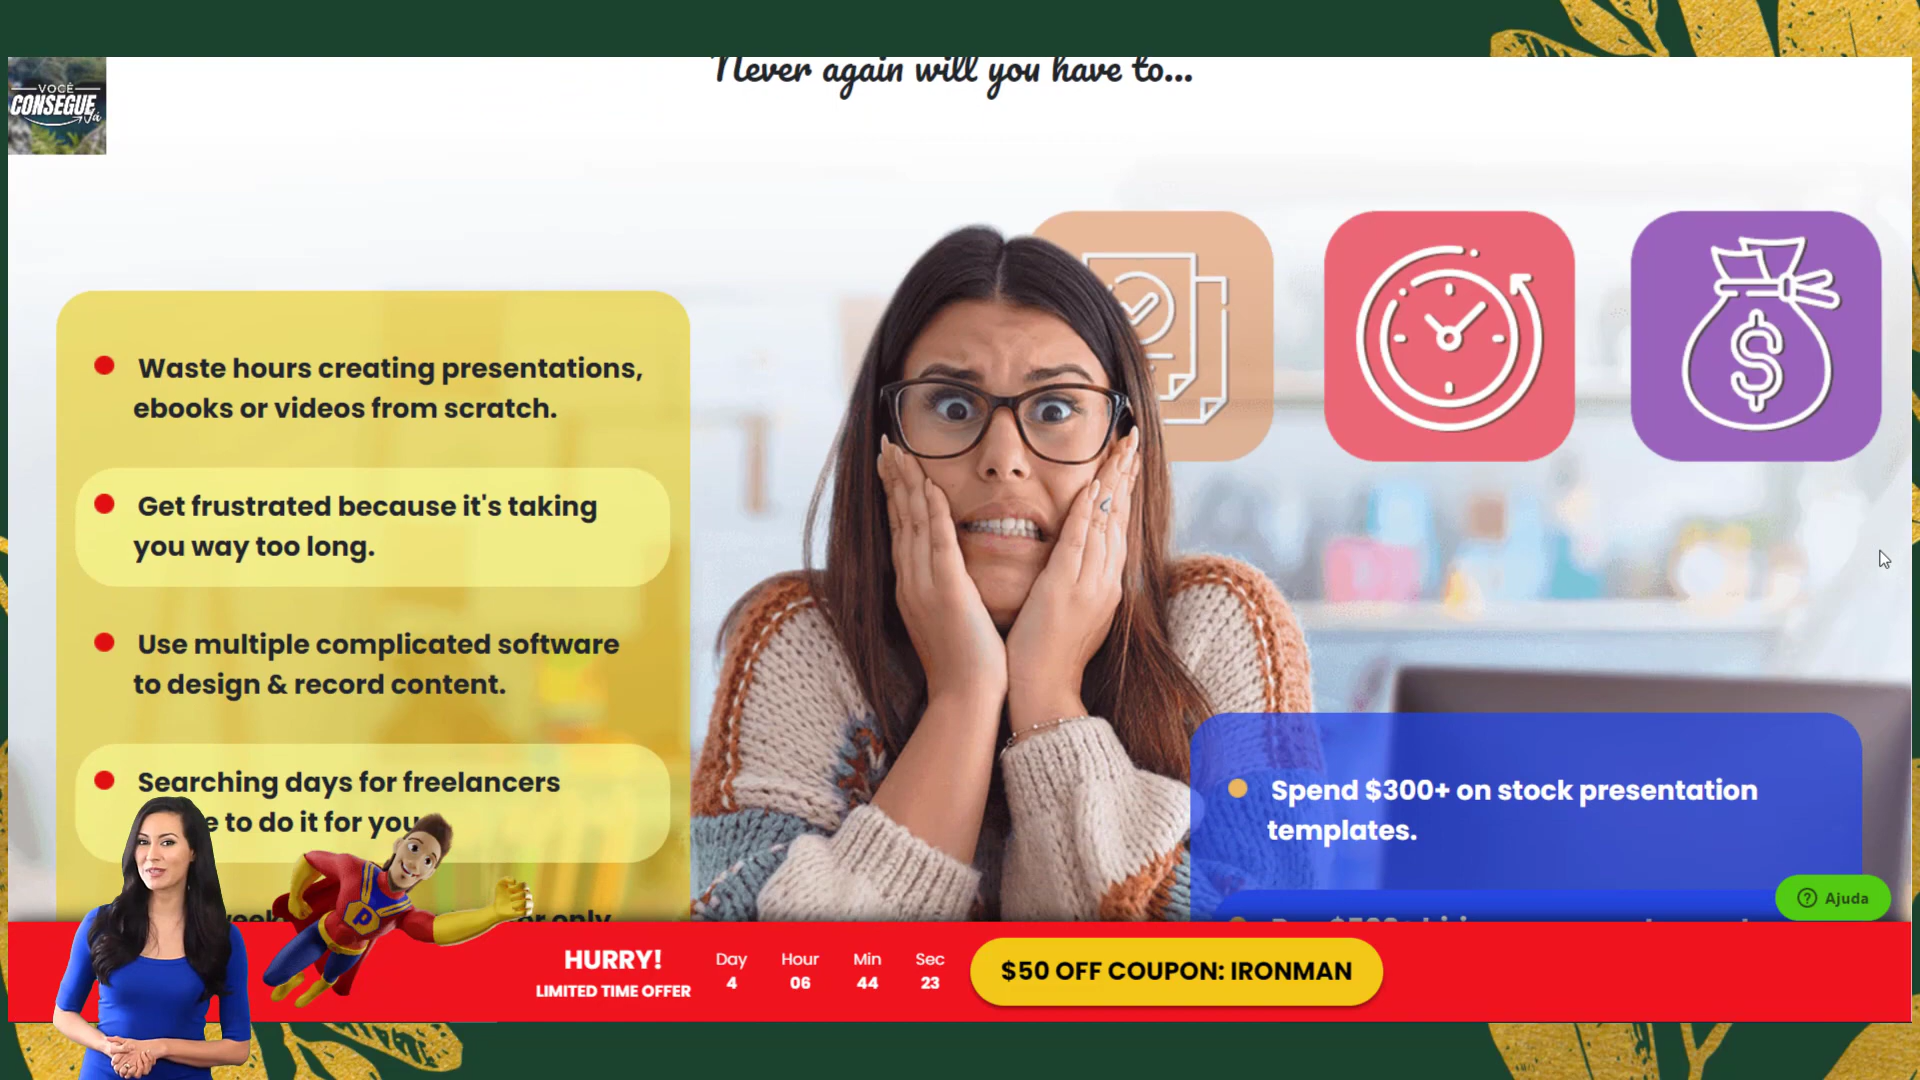 Never again will you have to...
VOCÊ
CONSEGUE
Já
Waste hours creating presentations,
ebooks or videos from scratch.
Get frustrated because it's taking
you way too long.
Use multiple complicated software
to design & record content.
Searching days for freelancers
to do it for you
Spend $300+ on stock presentation
templates.
Ajuda
P
HURRY!
LIMITED TIME OFFER
Day Hour Min Sec
4 06 44 23
$50 OFF COUPON: IRONMAN